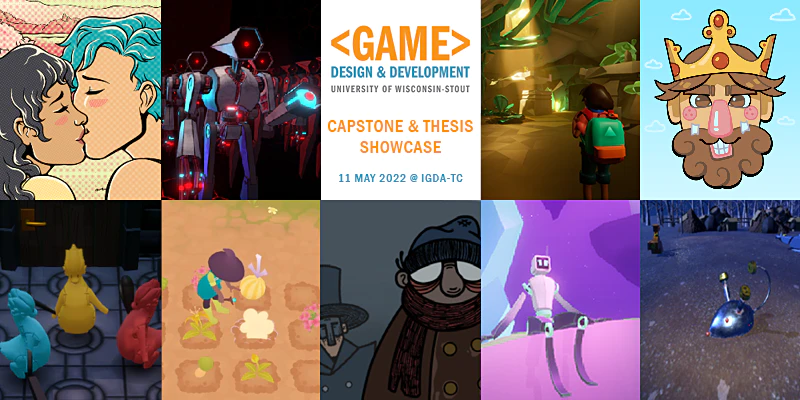 <GAME>
DESIGN & DEVELOPMENT
UNIVERSITY OF WISCONSIN-STOUT
CAPSTONE & THESIS
SHOWCASE
11 MAY 2022 @ IGDA-TC